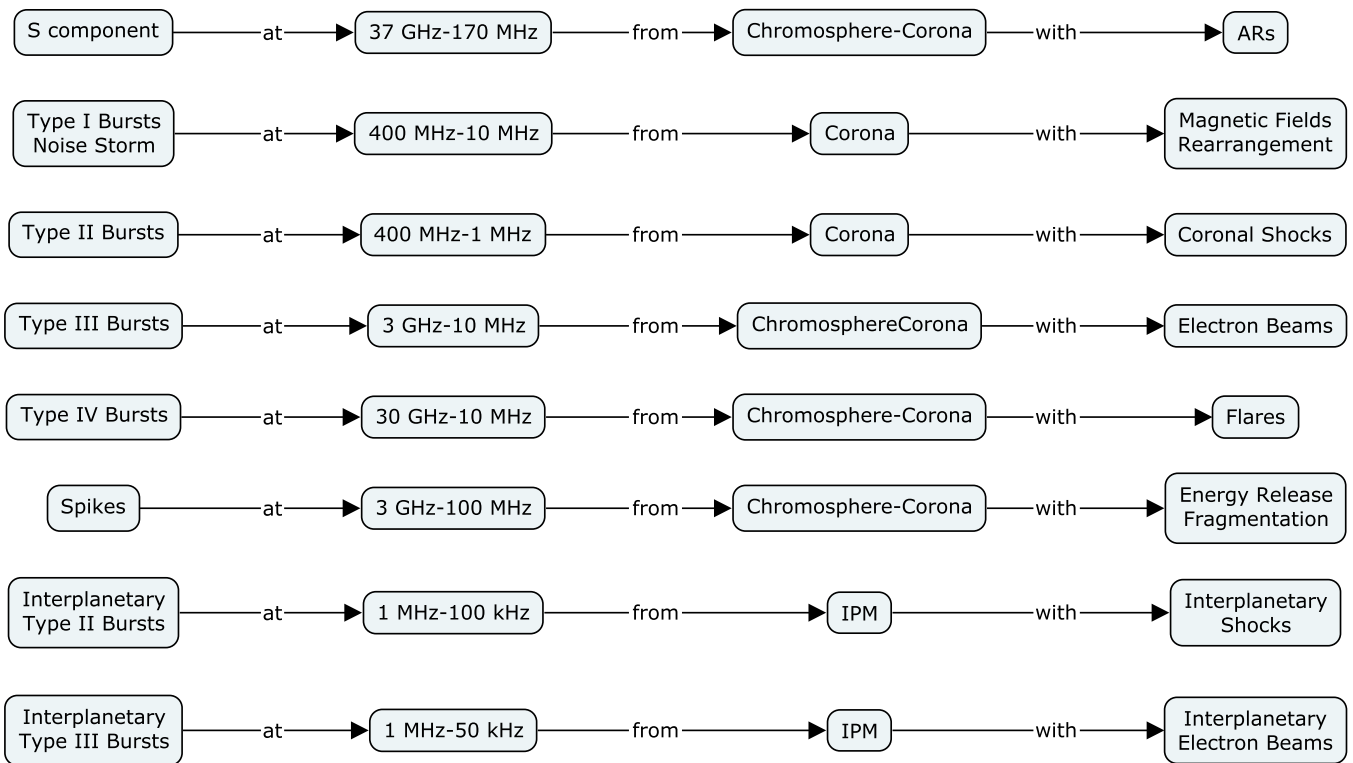 S component at 37 GHz-170 MHz from Chromosphere-Corona with ARs
Type I Bursts
Noise Storm
at 400 MHz-10 MHz from Corona with
Magnetic Fields
Rearrangement
Type II Bursts at 400 MHz-1 MHz from Corona with Coronal Shocks
Type III Bursts at 3 GHz-10 MHz from ChromosphereCorona with Electron Beams
Type IV Bursts at 30 GHz-10 MHz from Chromosphere-Corona with Flares
Spikes at 3 GHz-100 MHz from Chromosphere-Corona with
Energy Release
Fragmentation
Interplanetary
Type II Bursts
at 1 MHz-100 kHz from IPM with
Interplanetary
Shocks
Interplanetary
Type III Bursts
at 1 MHz-50 kHz from IPM with
Interplanetary
Electron Beams